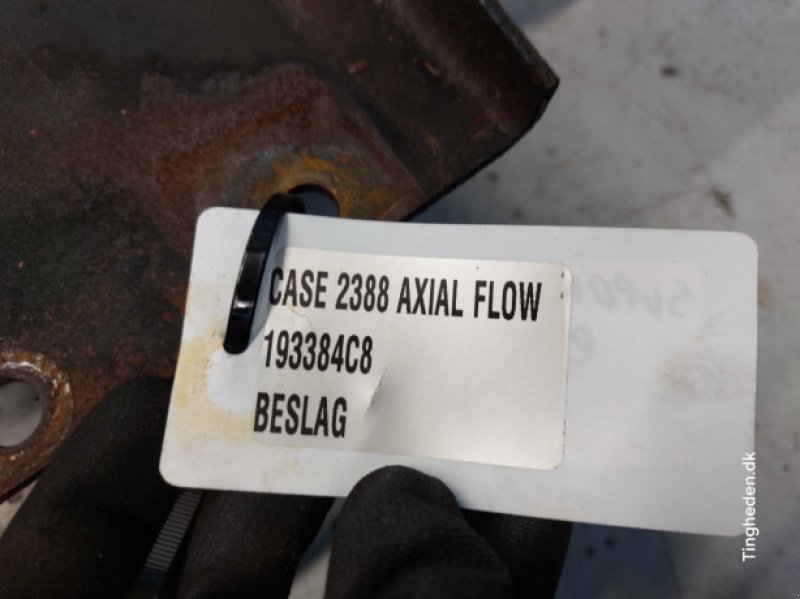 CASE 2388 AXIAL FLOW
193384C8
BESLAG
Tingheden.dk